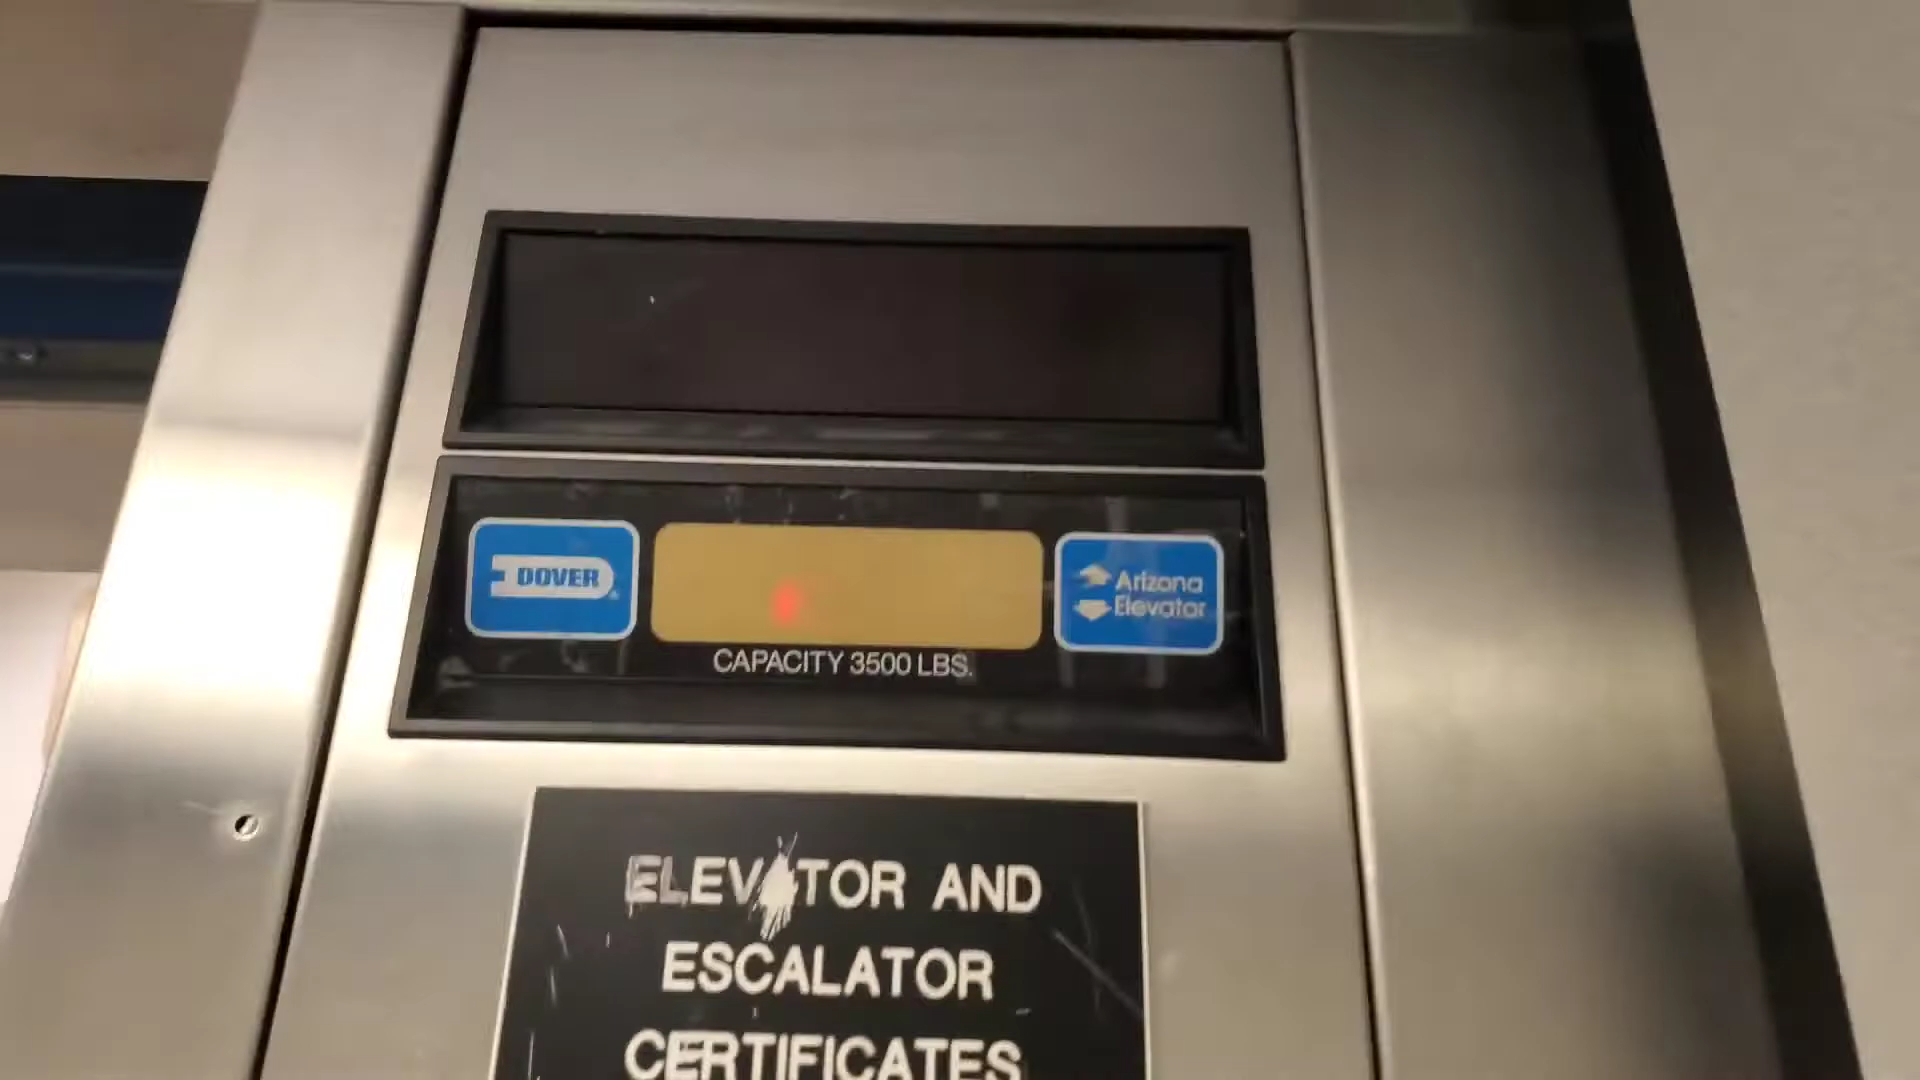 DOVER
Arizona
Elevator
CAPACITY 3500 LBS.
ELEVATOR AND
ESCALATOR
CERTIFICATES